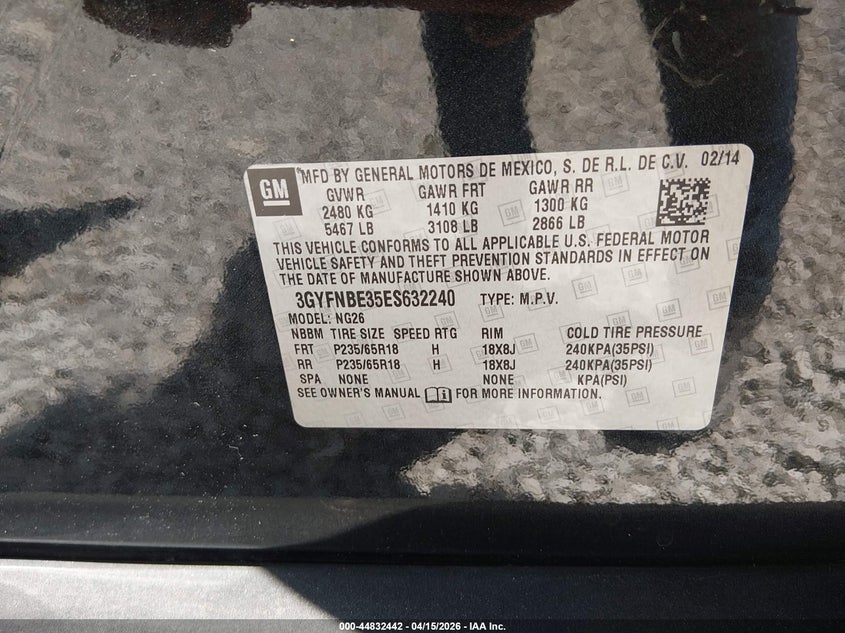 GM
MFD BY GENERAL MOTORS DE MEXICO, S. DE R.L. DE C.V. 02/14
GVWR GAWR FRT GAWR RR
2480 KG 1410 KG 1300 KG
5467 LB 3108 LB 2866 LB
THIS VEHICLE CONFORMS TO ALL APPLICABLE U.S. FEDERAL MOTOR
VEHICLE SAFETY AND THEFT PREVENTION STANDARDS IN EFFECT ON
THE DATE OF MANUFACTURE SHOWN ABOVE.
3GYFNBE35ES632240 TYPE: M.P.V.
MODEL: NG26
NBBM TIRE SIZE SPEED RTG RIM COLD TIRE PRESSURE
FRT P235/65R18 H 18X8J 240KPA(35PSI)
RR P235/65R18 H 18X8J 240KPA(35PSI)
SPA NONE NONE KPA(PSI)
SEE OWNER'S MANUAL FOR MORE INFORMATION.
000-44832442 - 04/15/2026 - IAA Inc.